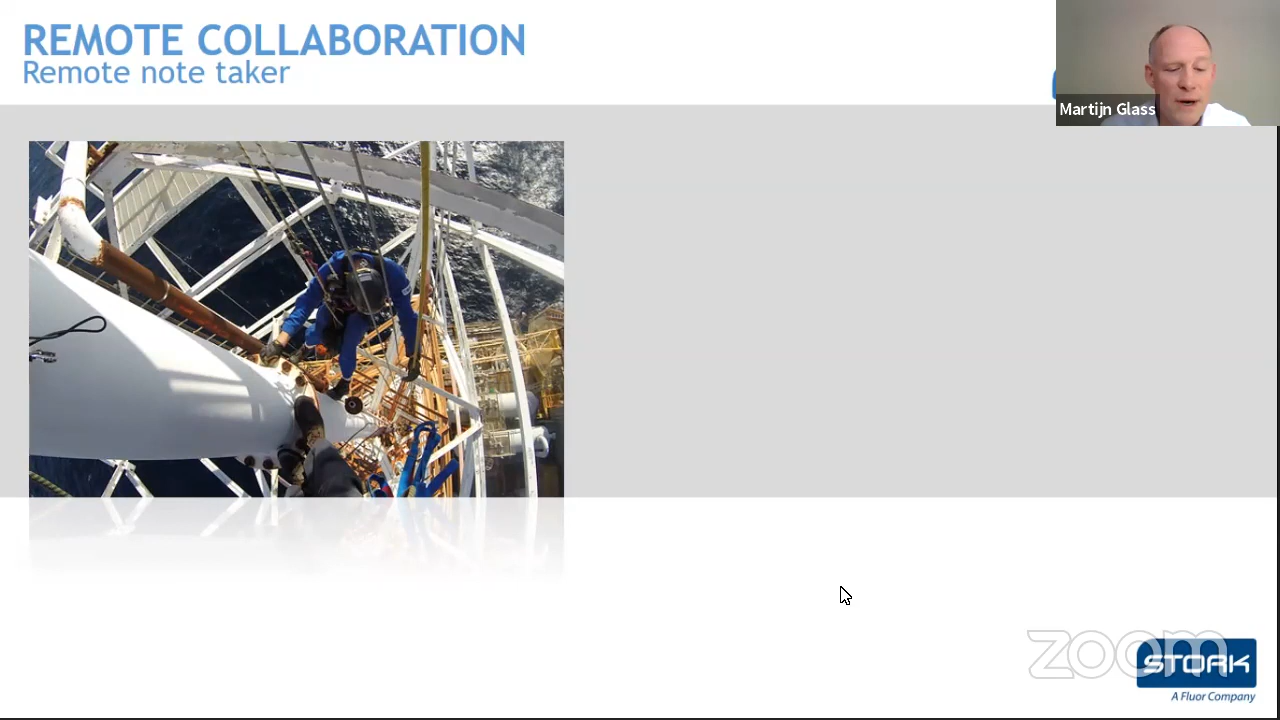 REMOTE COLLABORATION
Remote note taker
Martijn Glass
zoom
STORK
A Fluor Company